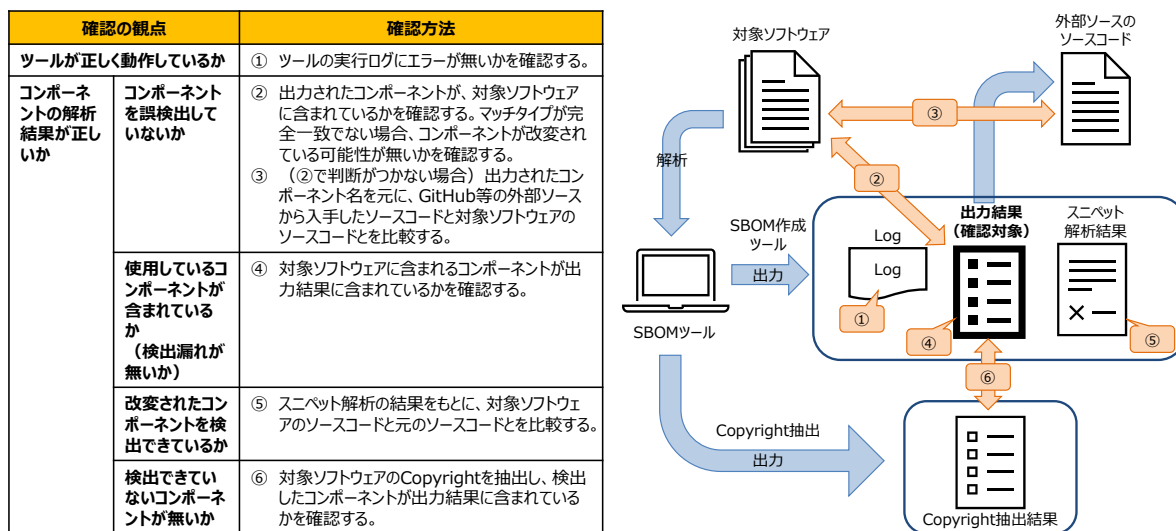 確認の観点
確認方法
ツールが正しく動作しているか
① ツールの実行ログにエラーが無いかを確認する。
コンポーネ
ントの解析
結果が正し
いか
コンポーネント
を誤検出して
いないか
② 出力されたコンポーネントが、対象ソフトウェア
に含まれているかを確認する。マッチタイプが完
全一致でない場合、コンポーネントが改変され
ている可能性が無いかを確認する。
③ （②で判断がつかない場合）出力されたコン
ポーネント名を元に、GitHub等の外部ソース
から入手したソースコードと対象ソフトウェアの
ソースコードとを比較する。
使用しているコ
ンポーネントが
含まれている
か
（検出漏れが
無いか）
④ 対象ソフトウェアに含まれるコンポーネントが出
力結果に含まれているかを確認する。
改変されたコン
ポーネントを検
出できているか
⑤ スニペット解析の結果をもとに、対象ソフトウェ
アのソースコードと元のソースコードとを比較する。
検出できてい
ないコンポーネ
ントが無いか
⑥ 対象ソフトウェアのCopyrightを抽出し、検出
したコンポーネントが出力結果に含まれている
かを確認する。
対象ソフトウェア
外部ソースの
ソースコード
③
解析
②
SBOM作成
ツール
出力
Log
Log
①
出力結果
（確認対象）
④
スニペット
解析結果
⑤
SBOMツール
⑥
Copyright抽出
出力
Copyright抽出結果